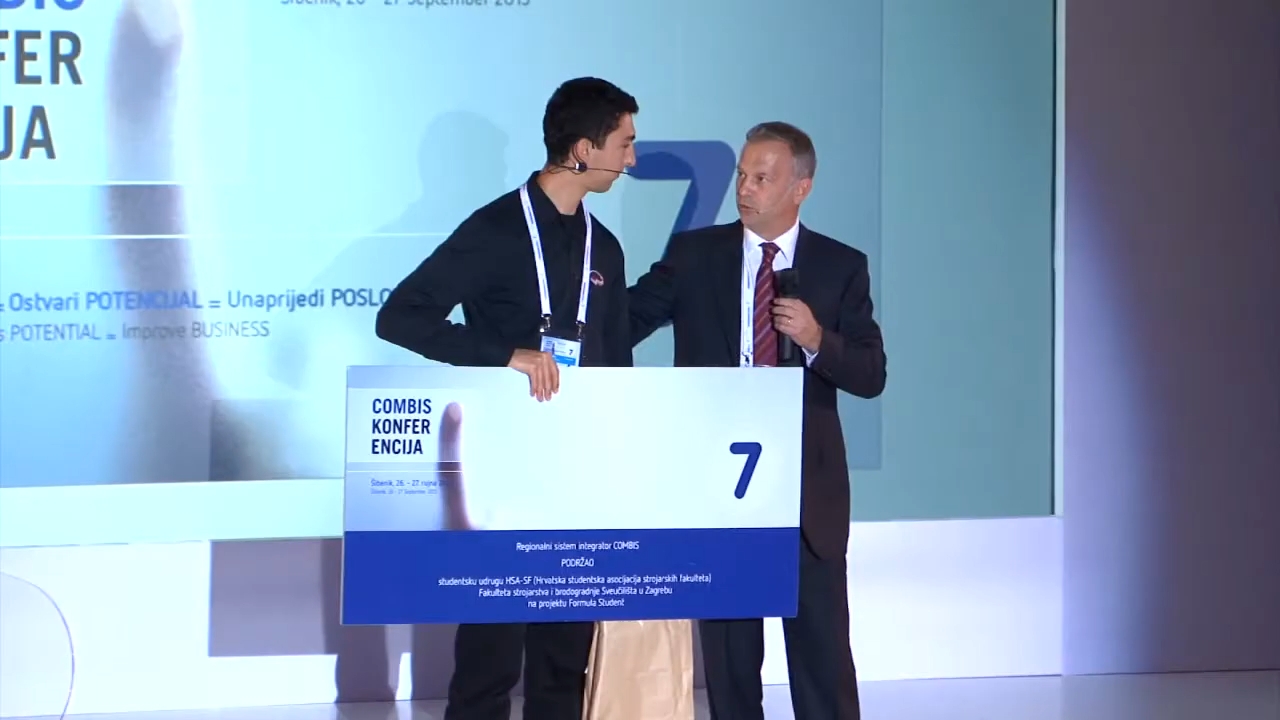 Šibenik, 26 - 27 September 2013
FER
JA
Ostvari POTENCIJAL = Unaprijedi POSLO
POTENTIAL = Improve BUSINESS
7
7
COMBIS
KONFER
ENCIJA
7
Šibenik, 26. - 27. rujna
Regionalni sistem integrator COMBIS
PODRŽAO
studentsku udrugu HSA-SF (Hrvatska studentska asocijacija strojarskih fakulteta)
Fakulteta strojarstva i brodogradnje Sveučilišta u Zagrebu
na projektu Formula Student